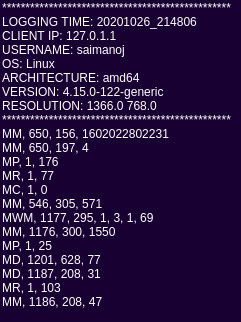 **************************************************
LOGGING TIME: 20201026_214806
CLIENT IP: 127.0.1.1
USERNAME: saimanoj
OS: Linux
ARCHITECTURE: amd64
VERSION: 4.15.0-122-generic
RESOLUTION: 1366.0 768.0
**************************************************
MM, 650, 156, 1602022802231
MM, 650, 197, 4
MP, 1, 176
MR, 1, 77
MC, 1, 0
MM, 546, 305, 571
MWM, 1177, 295, 1, 3, 1, 69
MM, 1176, 300, 1550
MP, 1, 25
MD, 1201, 628, 77
MD, 1187, 208, 31
MR, 1, 103
MM, 1186, 208, 47